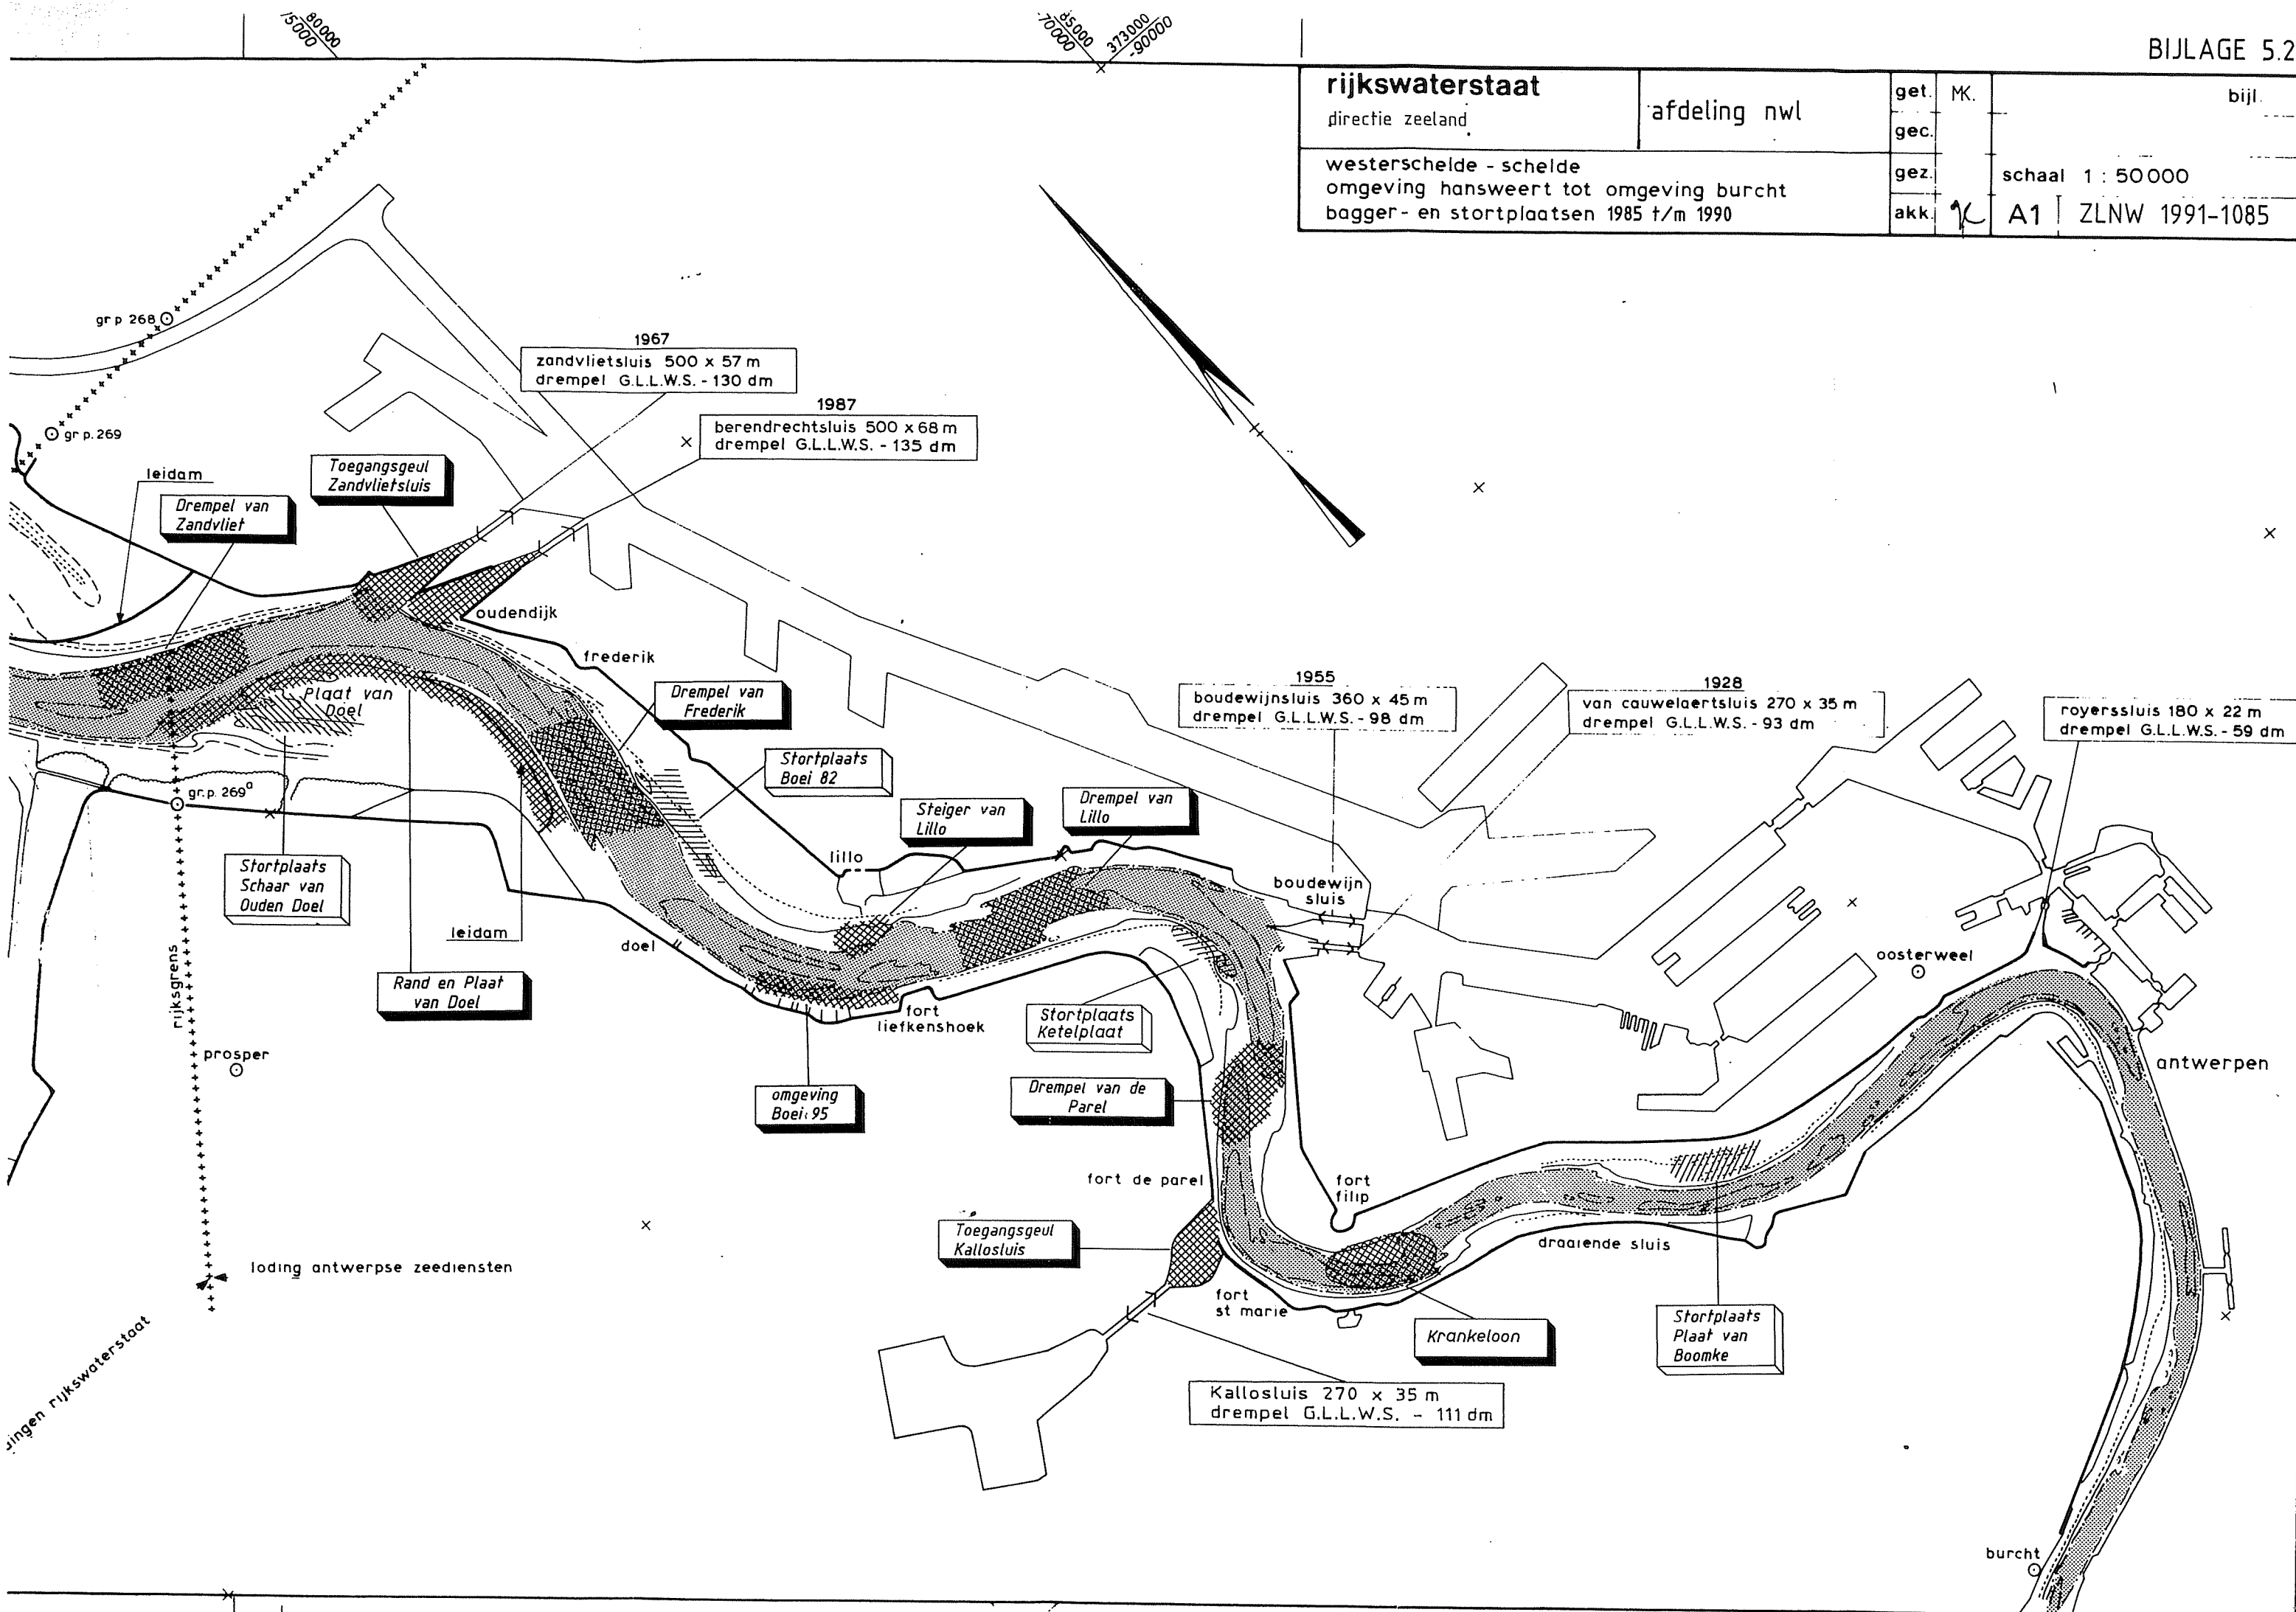 80000
75000
85000
70000
373000
-90000
BIJLAGE 5.2
rijkswaterstaat
directie zeeland
afdeling nwl
get. MK.
bijl.
gec.
westerschelde - schelde
omgeving hansweert tot omgeving burcht
bagger- en stortplaatsen 1985 t/m 1990
gez.
schaal 1 : 50000
akk.
A1 ZLNW 1991-1085
gr p 268
gr p. 269
1967
zandvlietsluis 500 x 57 m
drempel G.L.L.W.S. - 130 dm
1987
berendrechtsluis 500 x 68 m
drempel G.L.L.W.S. - 135 dm
leidam
Toegangsgeul
Zandvlietsluis
Drempel van
Zandvliet
oudendijk
frederik
Plaat van
Doel
Drempel van
Frederik
1955
boudewijnsluis 360 x 45 m
drempel G.L.L.W.S. - 98 dm
1928
van cauwelaertsluis 270 x 35 m
drempel G.L.L.W.S. - 93 dm
royerssluis 180 x 22 m
drempel G.L.L.W.S. - 59 dm
Stortplaats
Boei 82
gr.p. 269a
Steiger van
Lillo
Drempel van
Lillo
Stortplaats
Schaar van
Ouden Doel
lillo
boudewijn
sluis
leidam
doel
oosterweel
rijksgrens
Rand en Plaat
van Doel
fort
liefkenshoek
Stortplaats
Ketelplaat
prosper
antwerpen
omgeving
Boei 95
Drempel van de
Parel
fort de parel
fort
filip
Toegangsgeul
Kallosluis
draaiende sluis
loding antwerpse zeediensten
fort
st marie
Krankeloon
Stortplaats
Plaat van
Boomke
Kallosluis 270 x 35 m
drempel G.L.L.W.S. - 111 dm
dingen rijkswaterstaat
burcht